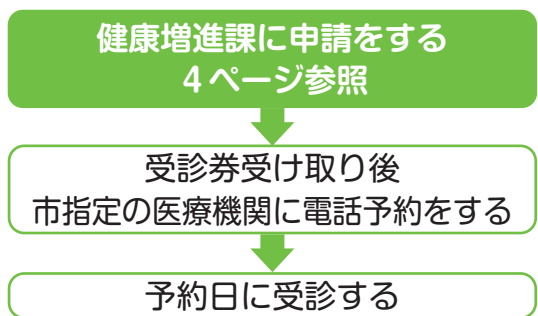 健康増進課に申請をする
4ページ参照
受診券受け取り後
市指定の医療機関に電話予約をする
予約日に受診する